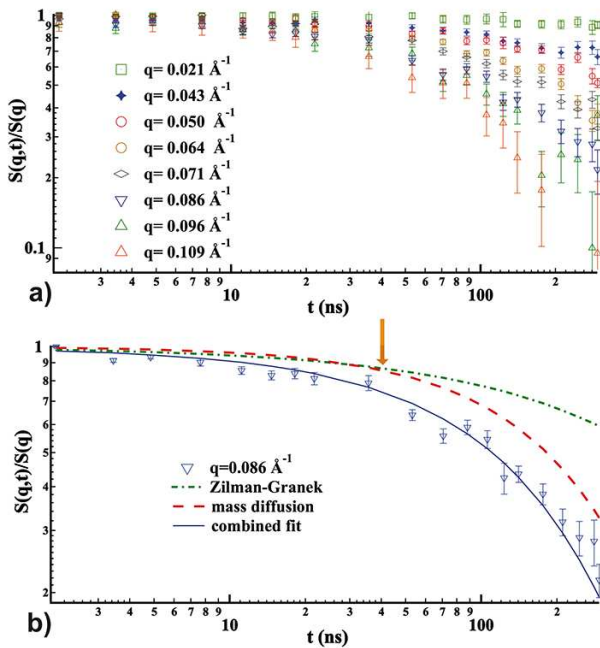 1
9
8
7
6
5
4
3
2
0.1
9
8
S(q,t)/S(q)
q= 0.021 Å⁻¹
q= 0.043 Å⁻¹
q= 0.050 Å⁻¹
q= 0.064 Å⁻¹
q= 0.071 Å⁻¹
q= 0.086 Å⁻¹
q= 0.096 Å⁻¹
q= 0.109 Å⁻¹
3 4 5 6 7 8 9 10 2 3 4 5 6 7 8 9 100 2
a)
t (ns)
1
9
8
7
6
5
4
3
2
S(q,t)/S(q)
q=0.086 Å⁻¹
Zilman-Granek
mass diffusion
combined fit
3 4 5 6 7 8 9 10 2 3 4 5 6 7 8 9 100 2
b)
t (ns)